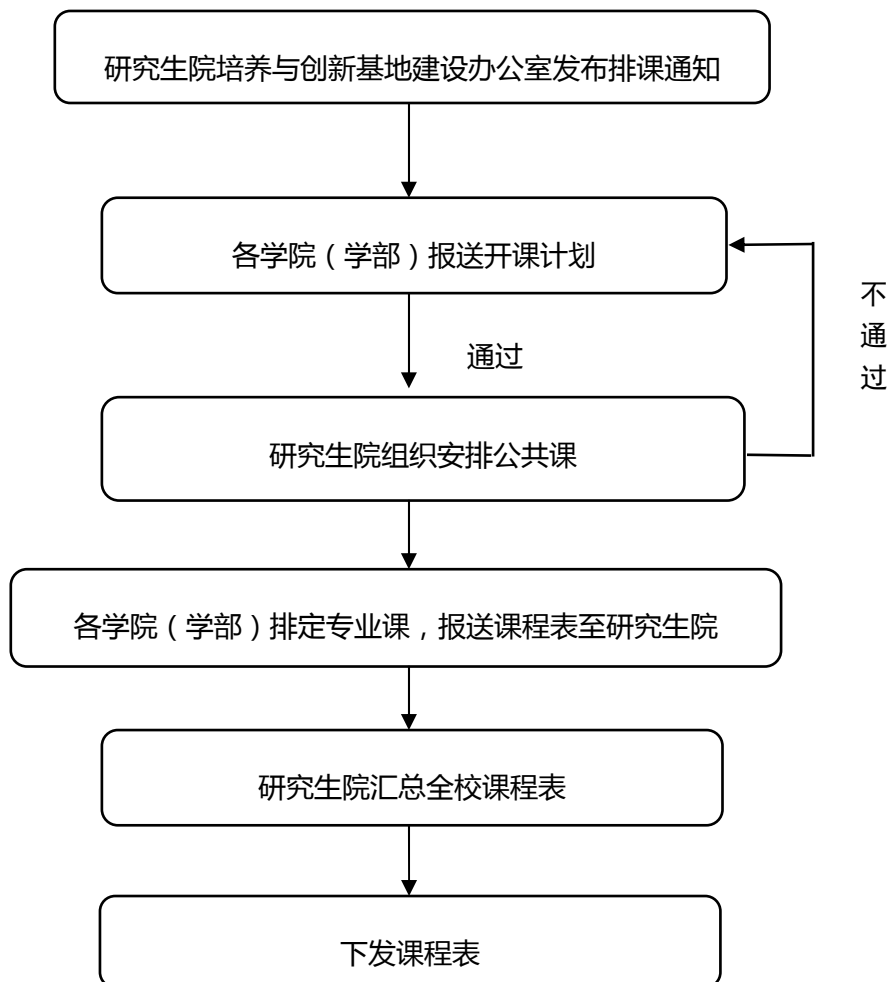 研究生院培养与创新基地建设办公室发布排课通知
各学院（学部）报送开课计划
不
通
过
通过
研究生院组织安排公共课
各学院（学部）排定专业课，报送课程表至研究生院
研究生院汇总全校课程表
下发课程表